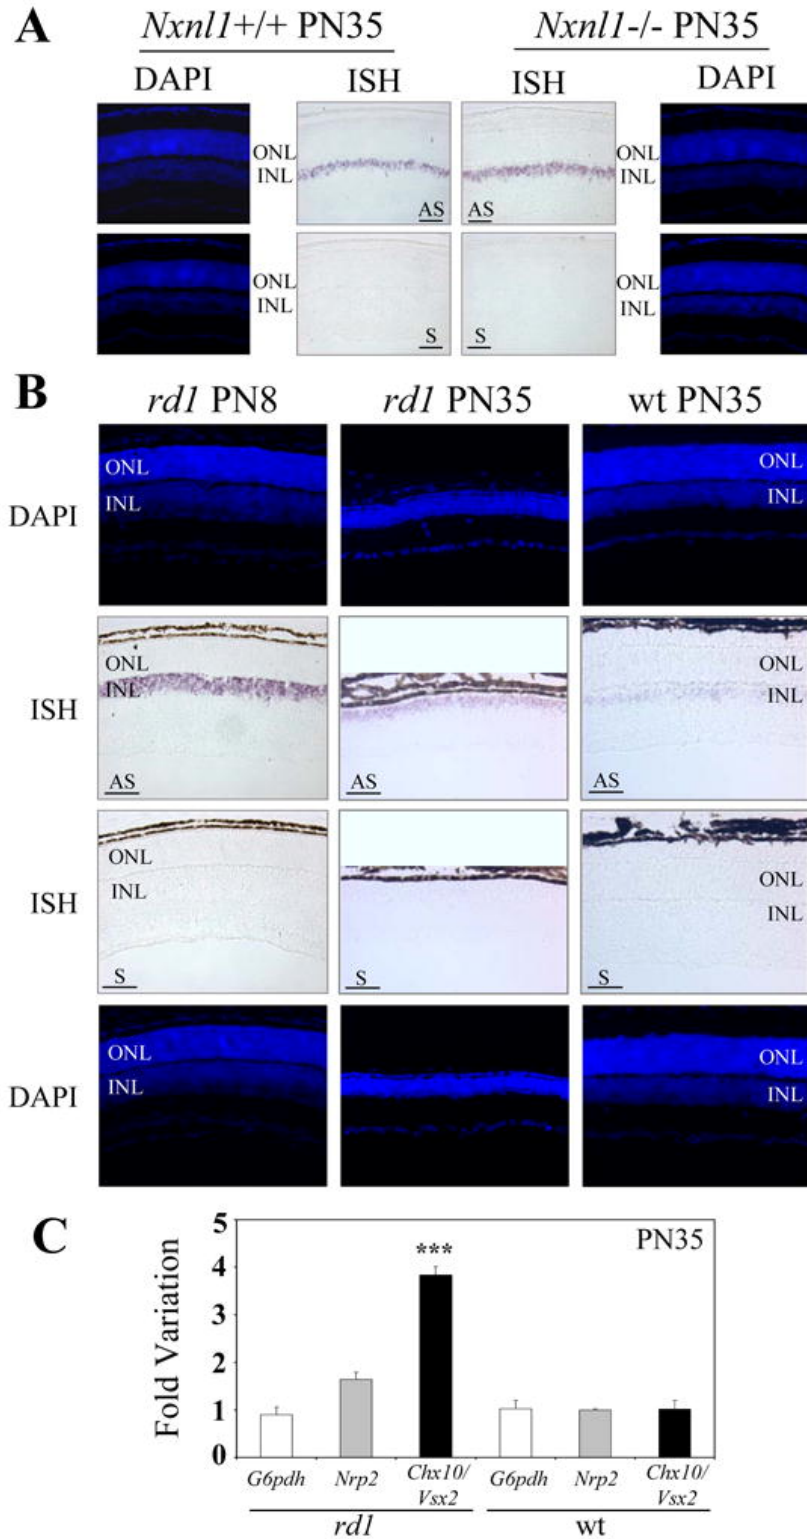 A
Nxnl1+/+ PN35 Nxnl1-/- PN35
DAPI ISH ISH DAPI
ONL ONL
INL INL
AS AS
ONL ONL
INL INL
S S
B
rd1 PN8 rd1 PN35 wt PN35
DAPI
ONL ONL
INL INL
ISH
ONL ONL
INL INL
AS AS AS
ISH
ONL ONL
INL INL
S S S
DAPI
ONL ONL
INL INL
C
PN35
Fold Variation
5
4
3
2
1
0
***
G6pdh Nrp2 Chx10/ G6pdh Nrp2 Chx10/
Vsx2 Vsx2
rd1 wt